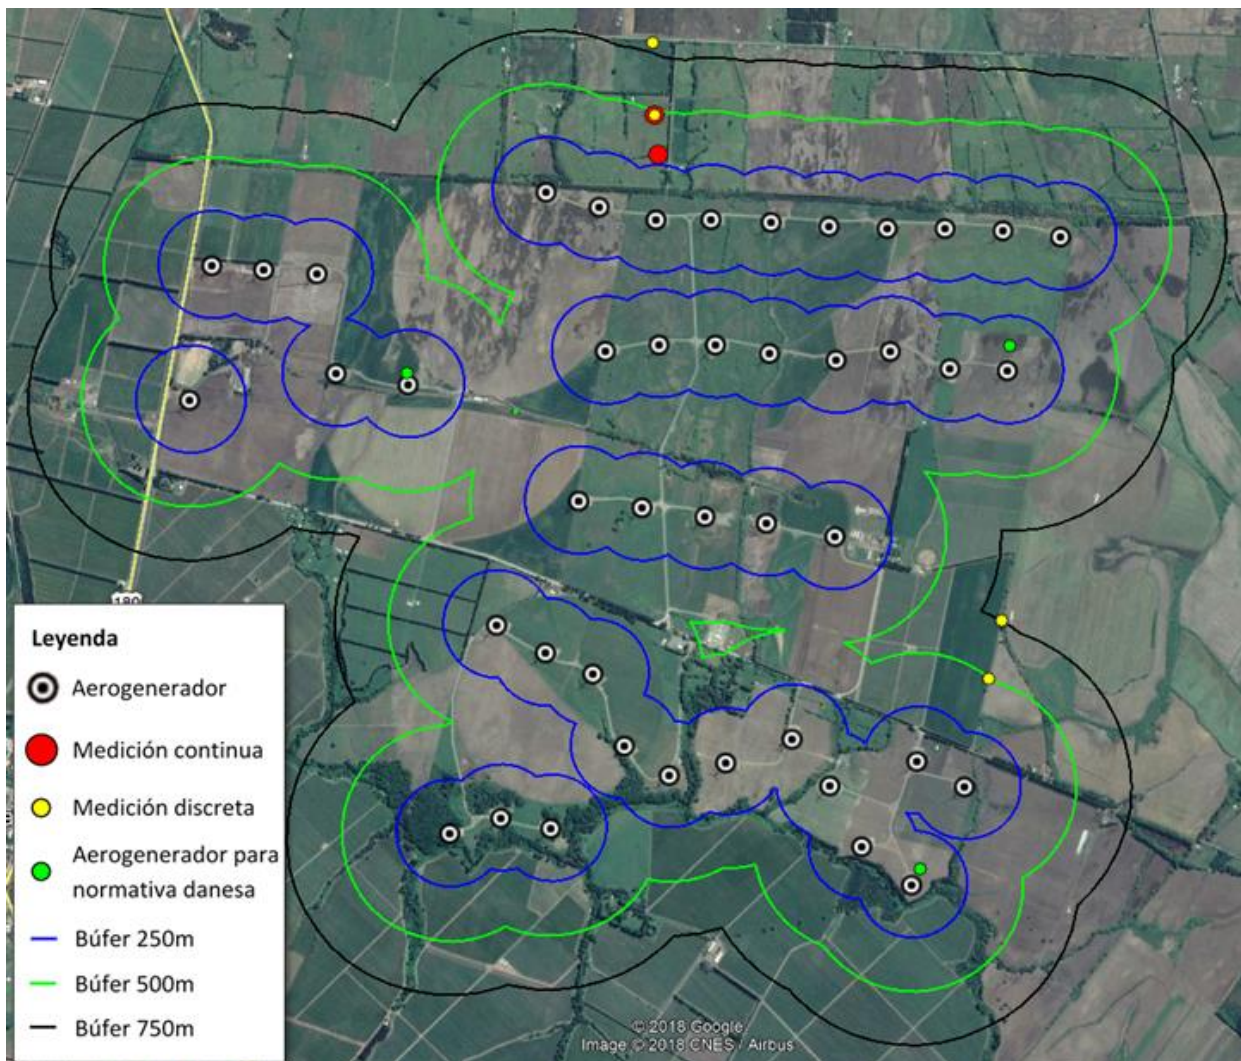 180
Leyenda
Aerogenerador
Medición continua
Medición discreta
Aerogenerador para
normativa danesa
Búfer 250m
Búfer 500m
Búfer 750m
© 2018 Google
Image © 2018 CNES / Airbus